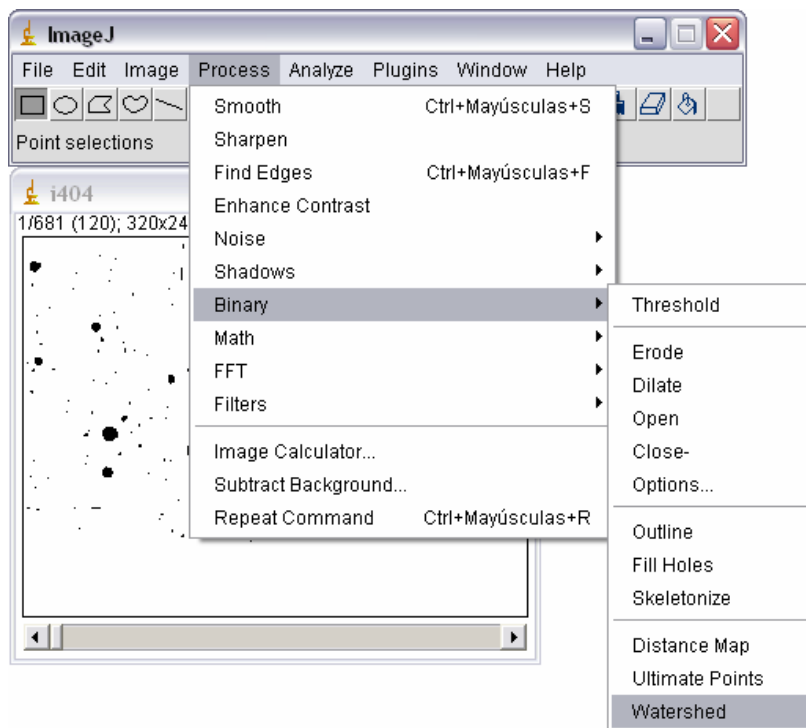 ImageJ
File Edit Image Process Analyze Plugins Window Help
Point selections
i404
1/681 (120); 320x24
Smooth Ctrl+Mayúsculas+S
Sharpen
Find Edges Ctrl+Mayúsculas+F
Enhance Contrast
Noise
Shadows
Binary
Math
FFT
Filters
Image Calculator...
Subtract Background...
Repeat Command Ctrl+Mayúsculas+R
Threshold
Erode
Dilate
Open
Close-
Options...
Outline
Fill Holes
Skeletonize
Distance Map
Ultimate Points
Watershed